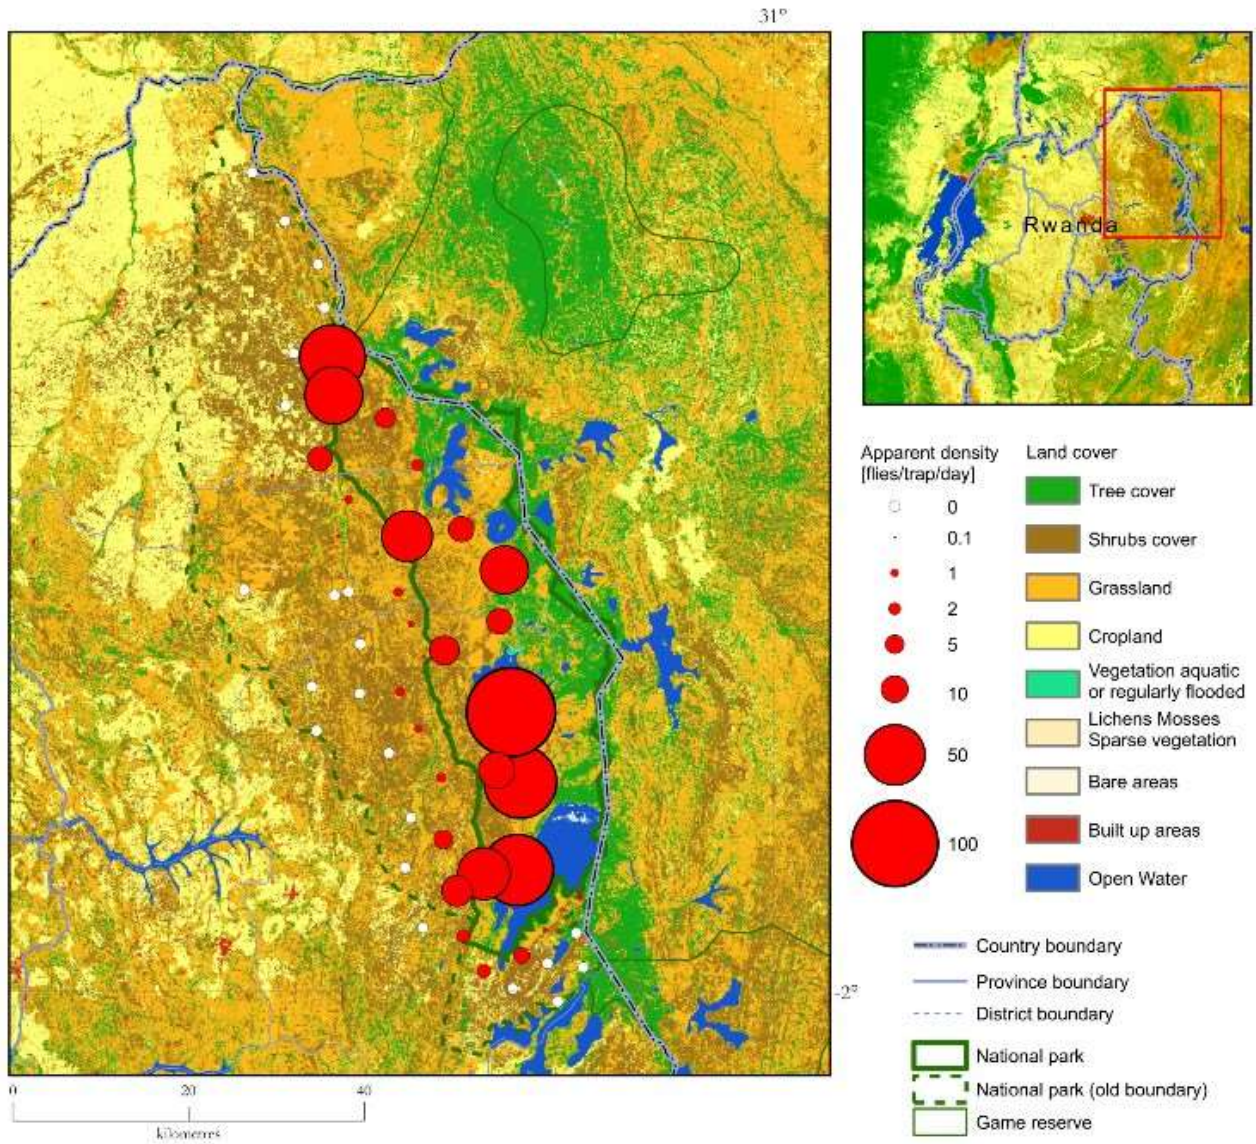 31°
Rwanda
Apparent density
[flies/trap/day]
0
0.1
1
2
5
10
50
100
Land cover
Tree cover
Shrubs cover
Grassland
Cropland
Vegetation aquatic
or regularly flooded
Lichens Mosses
Sparse vegetation
Bare areas
Built up areas
Open Water
Country boundary
Province boundary
District boundary
National park
National park (old boundary)
Game reserve
-2°
0
20
40
kilometres